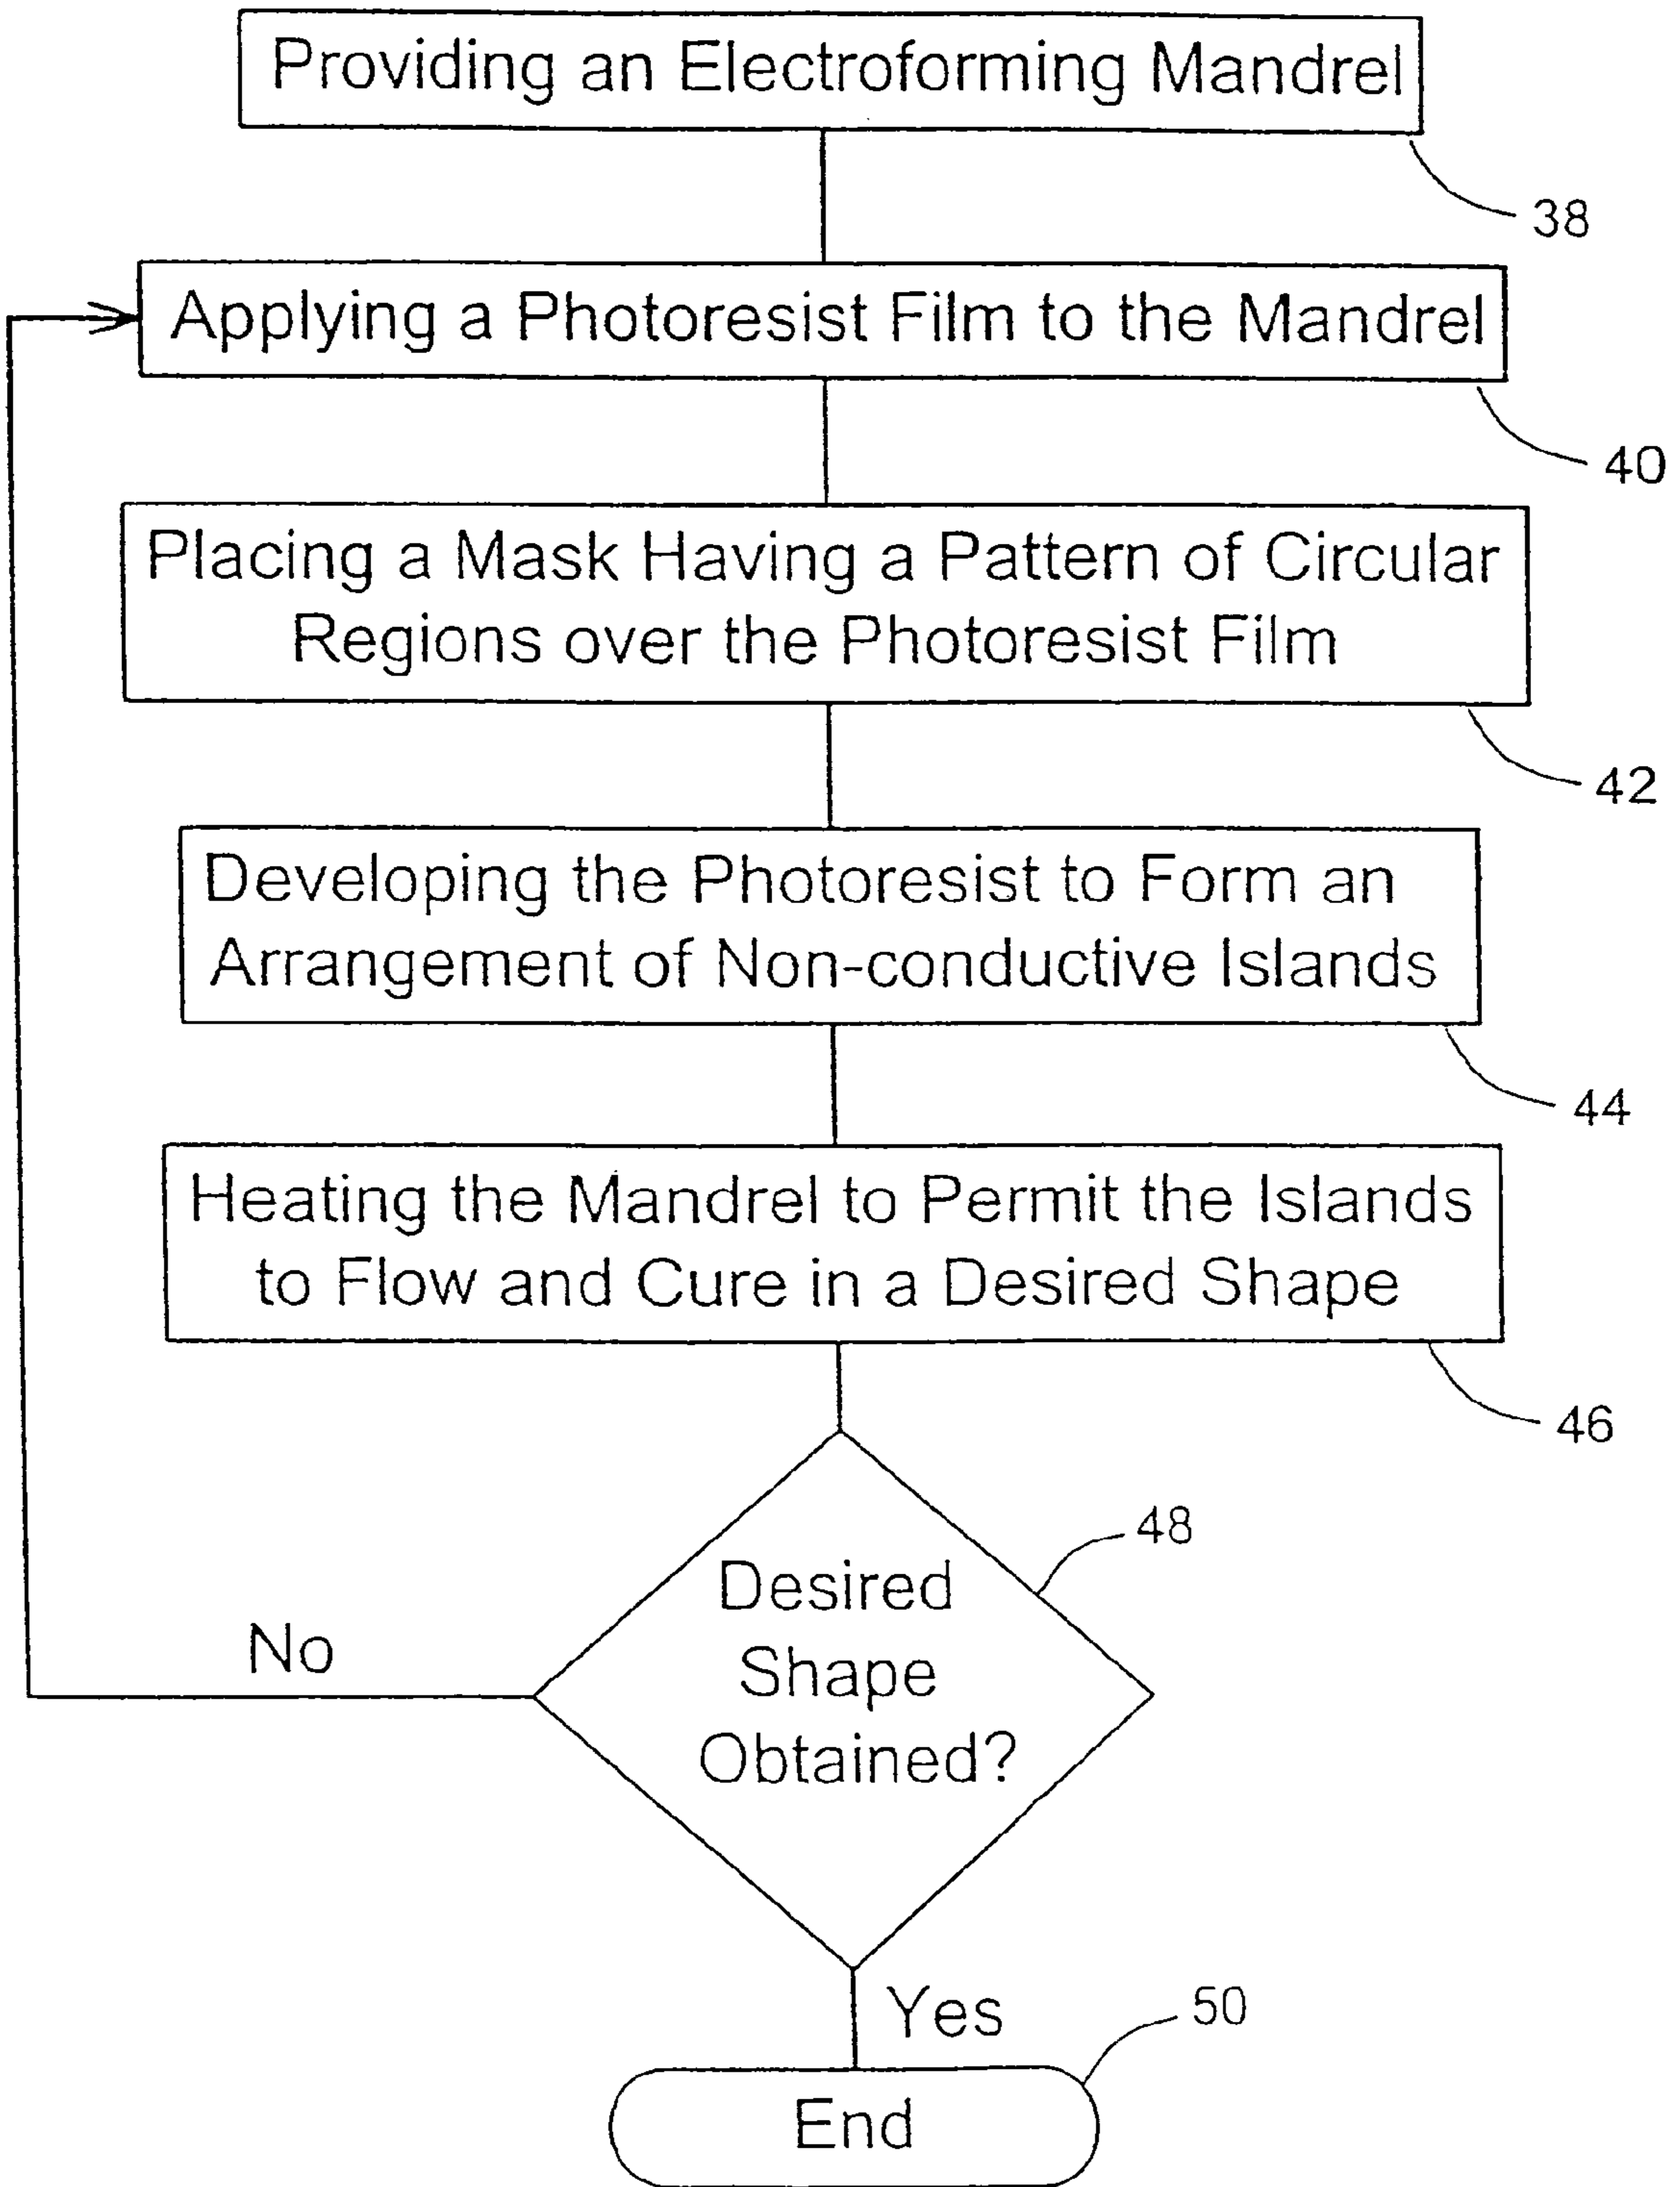 Providing an Electroforming Mandrel
38
Applying a Photoresist Film to the Mandrel
40
Placing a Mask Having a Pattern of Circular
Regions over the Photoresist Film
42
Developing the Photoresist to Form an
Arrangement of Non-conductive Islands
44
Heating the Mandrel to Permit the Islands
to Flow and Cure in a Desired Shape
46
48
Desired
Shape
Obtained?
No
Yes
50
End